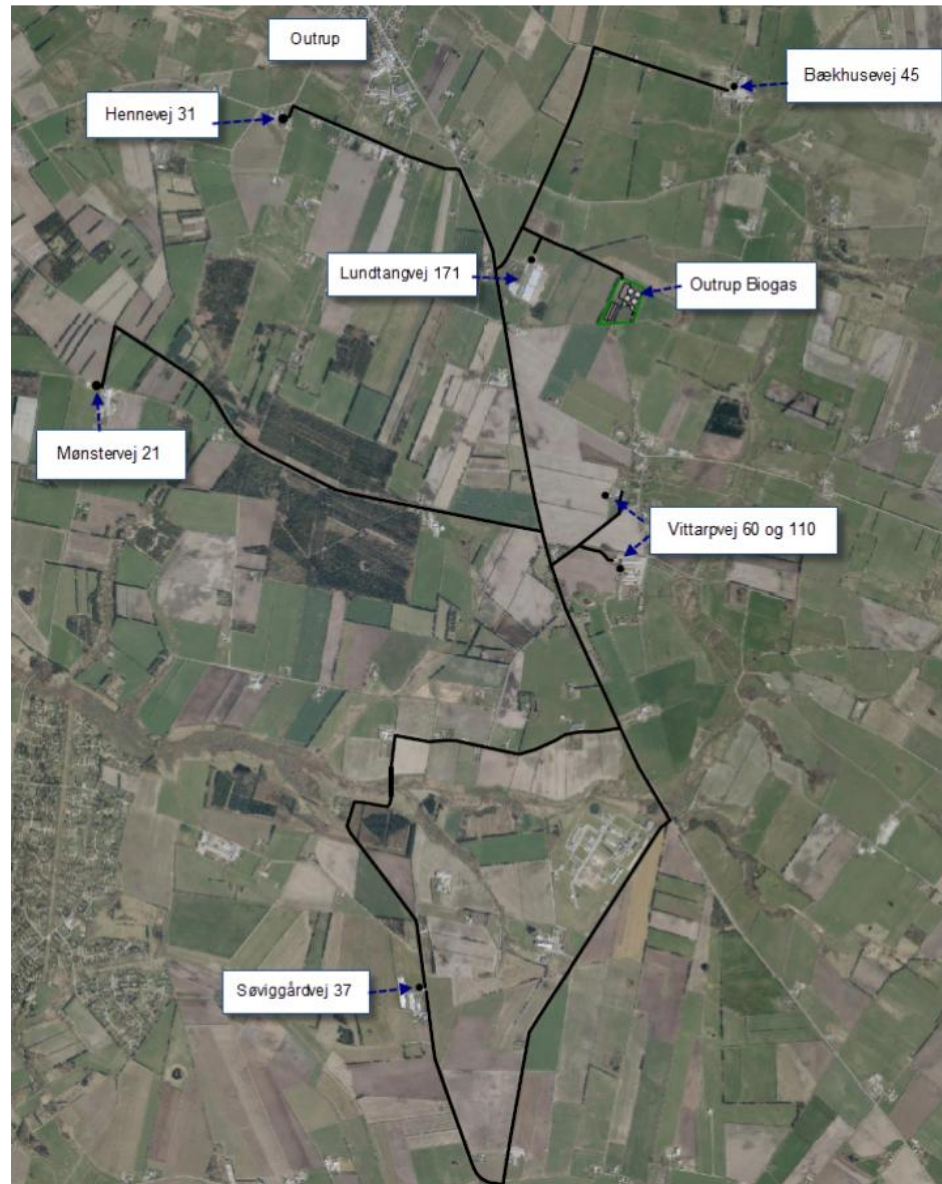 Outrup
Bækhusevej 45
Hennevej 31
Lundtangvej 171
Outrup Biogas
Mønstervej 21
Vittarpvej 60 og 110
Søviggårdvej 37